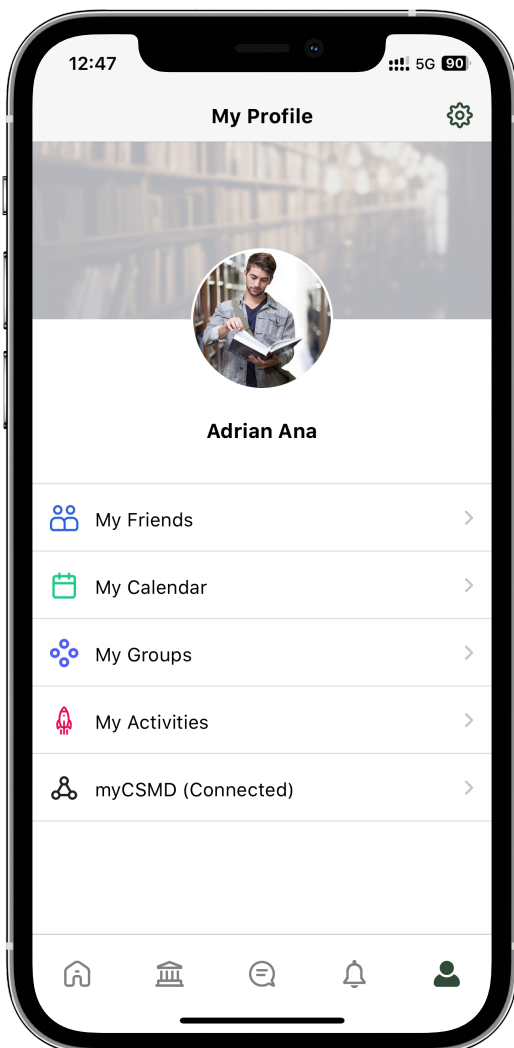 12:47
5G 90
My Profile
Adrian Ana
My Friends
My Calendar
My Groups
My Activities
myCSMD (Connected)